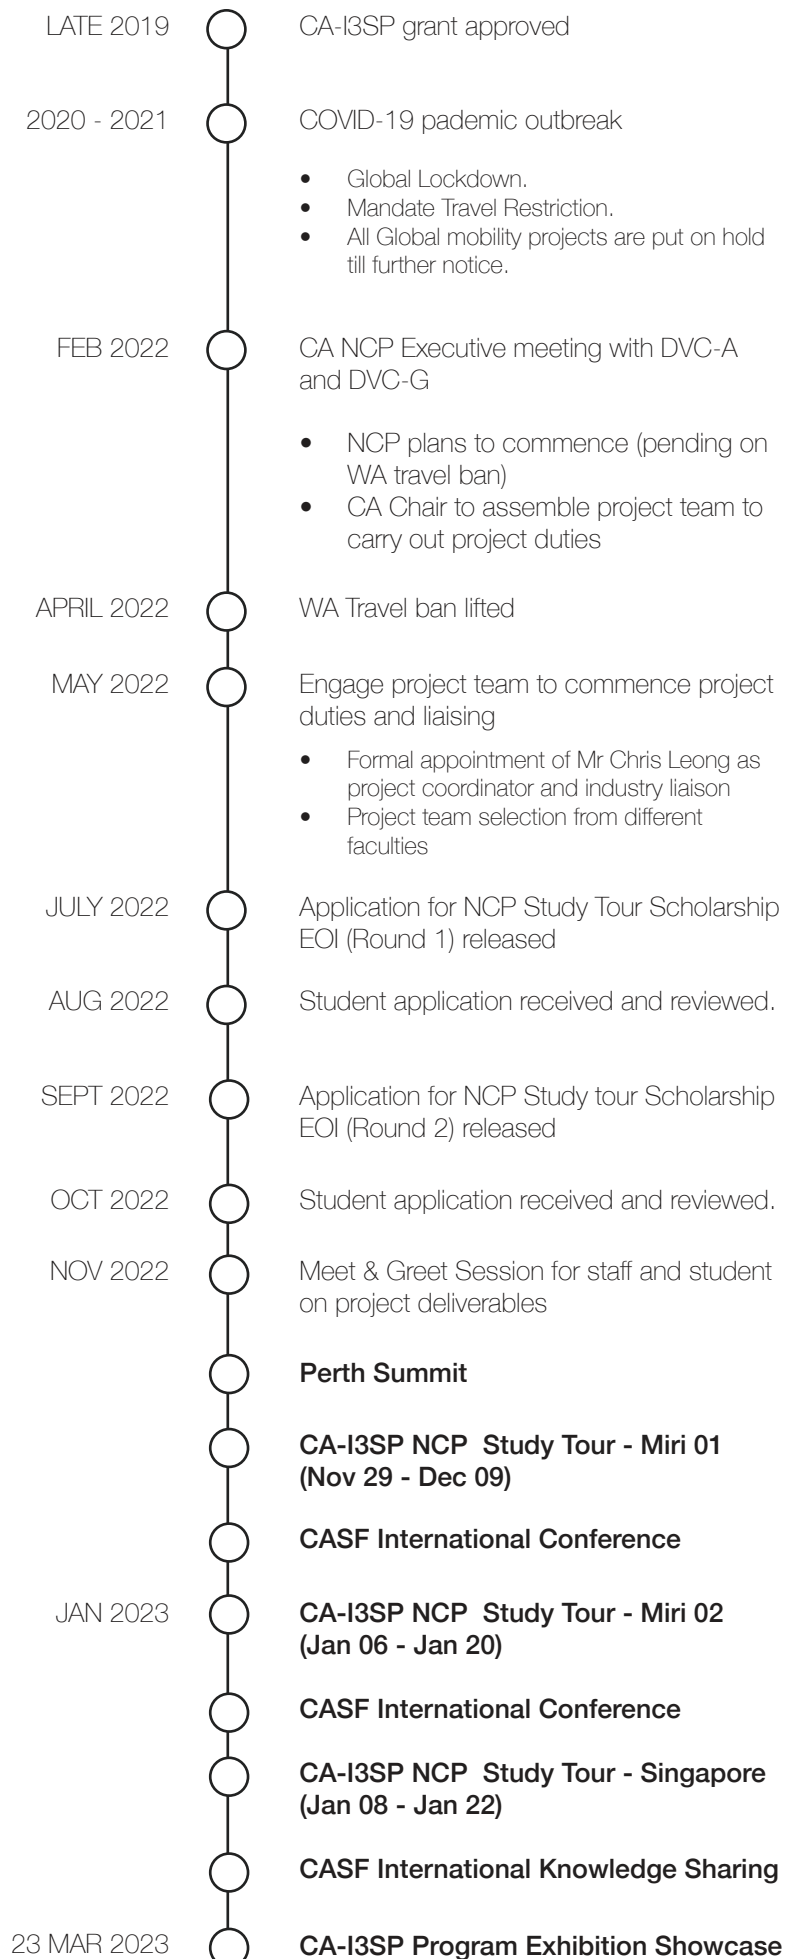 LATE 2019 CA-I3SP grant approved
2020 - 2021 COVID-19 pademic outbreak
• Global Lockdown.
• Mandate Travel Restriction.
• All Global mobility projects are put on hold
till further notice.
FEB 2022 CA NCP Executive meeting with DVC-A
and DVC-G
• NCP plans to commence (pending on
WA travel ban)
• CA Chair to assemble project team to
carry out project duties
APRIL 2022 WA Travel ban lifted
MAY 2022 Engage project team to commence project
duties and liaising
• Formal appointment of Mr Chris Leong as
project coordinator and industry liaison
• Project team selection from different
faculties
JULY 2022 Application for NCP Study Tour Scholarship
EOI (Round 1) released
AUG 2022 Student application received and reviewed.
SEPT 2022 Application for NCP Study tour Scholarship
EOI (Round 2) released
OCT 2022 Student application received and reviewed.
NOV 2022 Meet & Greet Session for staff and student
on project deliverables
Perth Summit
CA-I3SP NCP Study Tour - Miri 01
(Nov 29 - Dec 09)
CASF International Conference
JAN 2023 CA-I3SP NCP Study Tour - Miri 02
(Jan 06 - Jan 20)
CASF International Conference
CA-I3SP NCP Study Tour - Singapore
(Jan 08 - Jan 22)
CASF International Knowledge Sharing
23 MAR 2023 CA-I3SP Program Exhibition Showcase